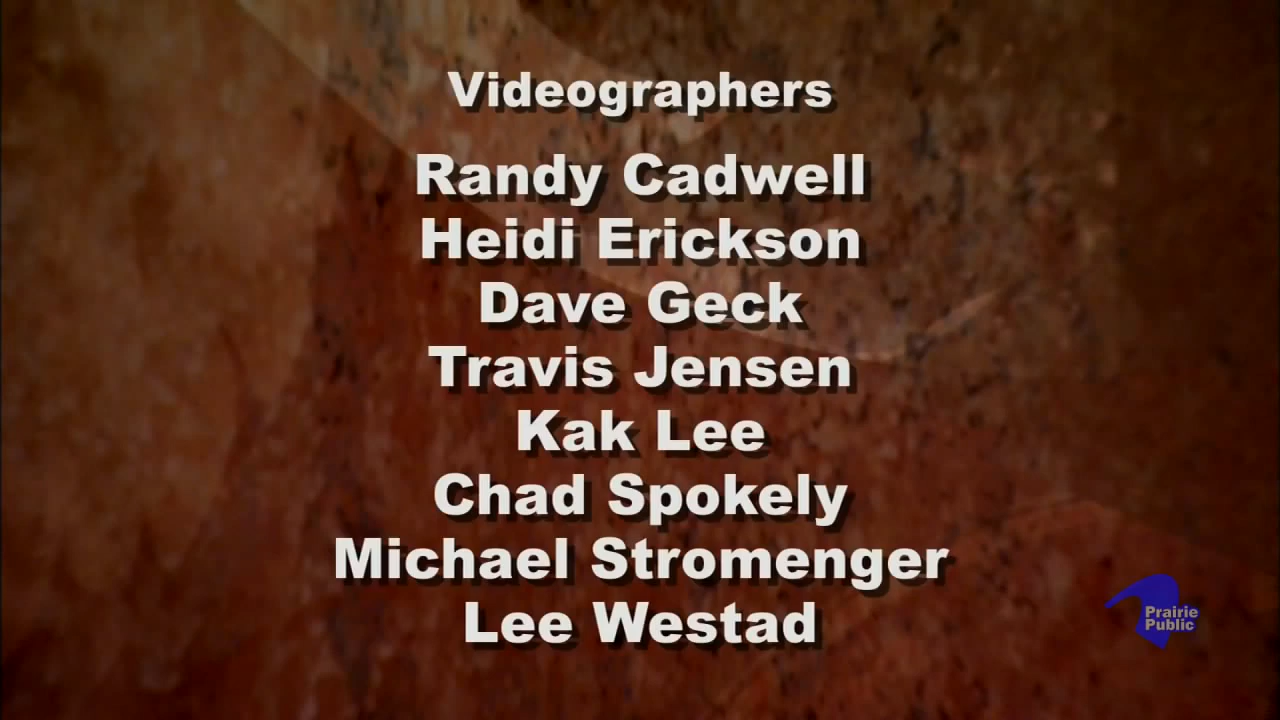 Videographers
Randy Cadwell
Heidi Erickson
Dave Geck
Travis Jensen
Kak Lee
Chad Spokely
Michael Stromenger
Lee Westad
Prairie
Public